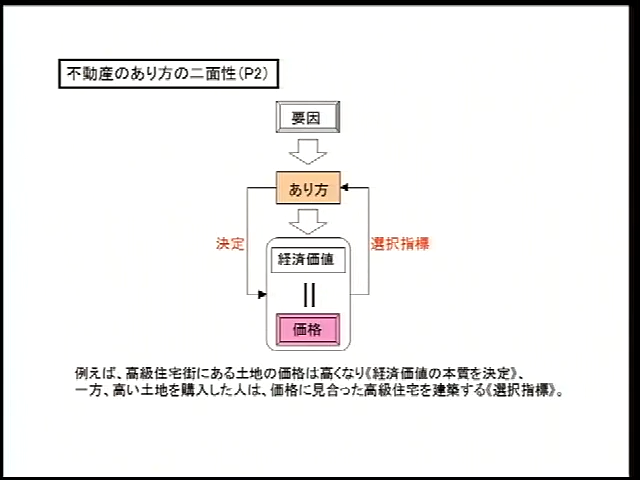 不動産のあり方の二面性(P2)
要因
あり方
決定
選択指標
経済価値
=
価格
例えば、高級住宅街にある土地の価格は高くなり《経済価値の本質を決定》、
一方、高い土地を購入した人は、価格に見合った高級住宅を建築する《選択指標》。